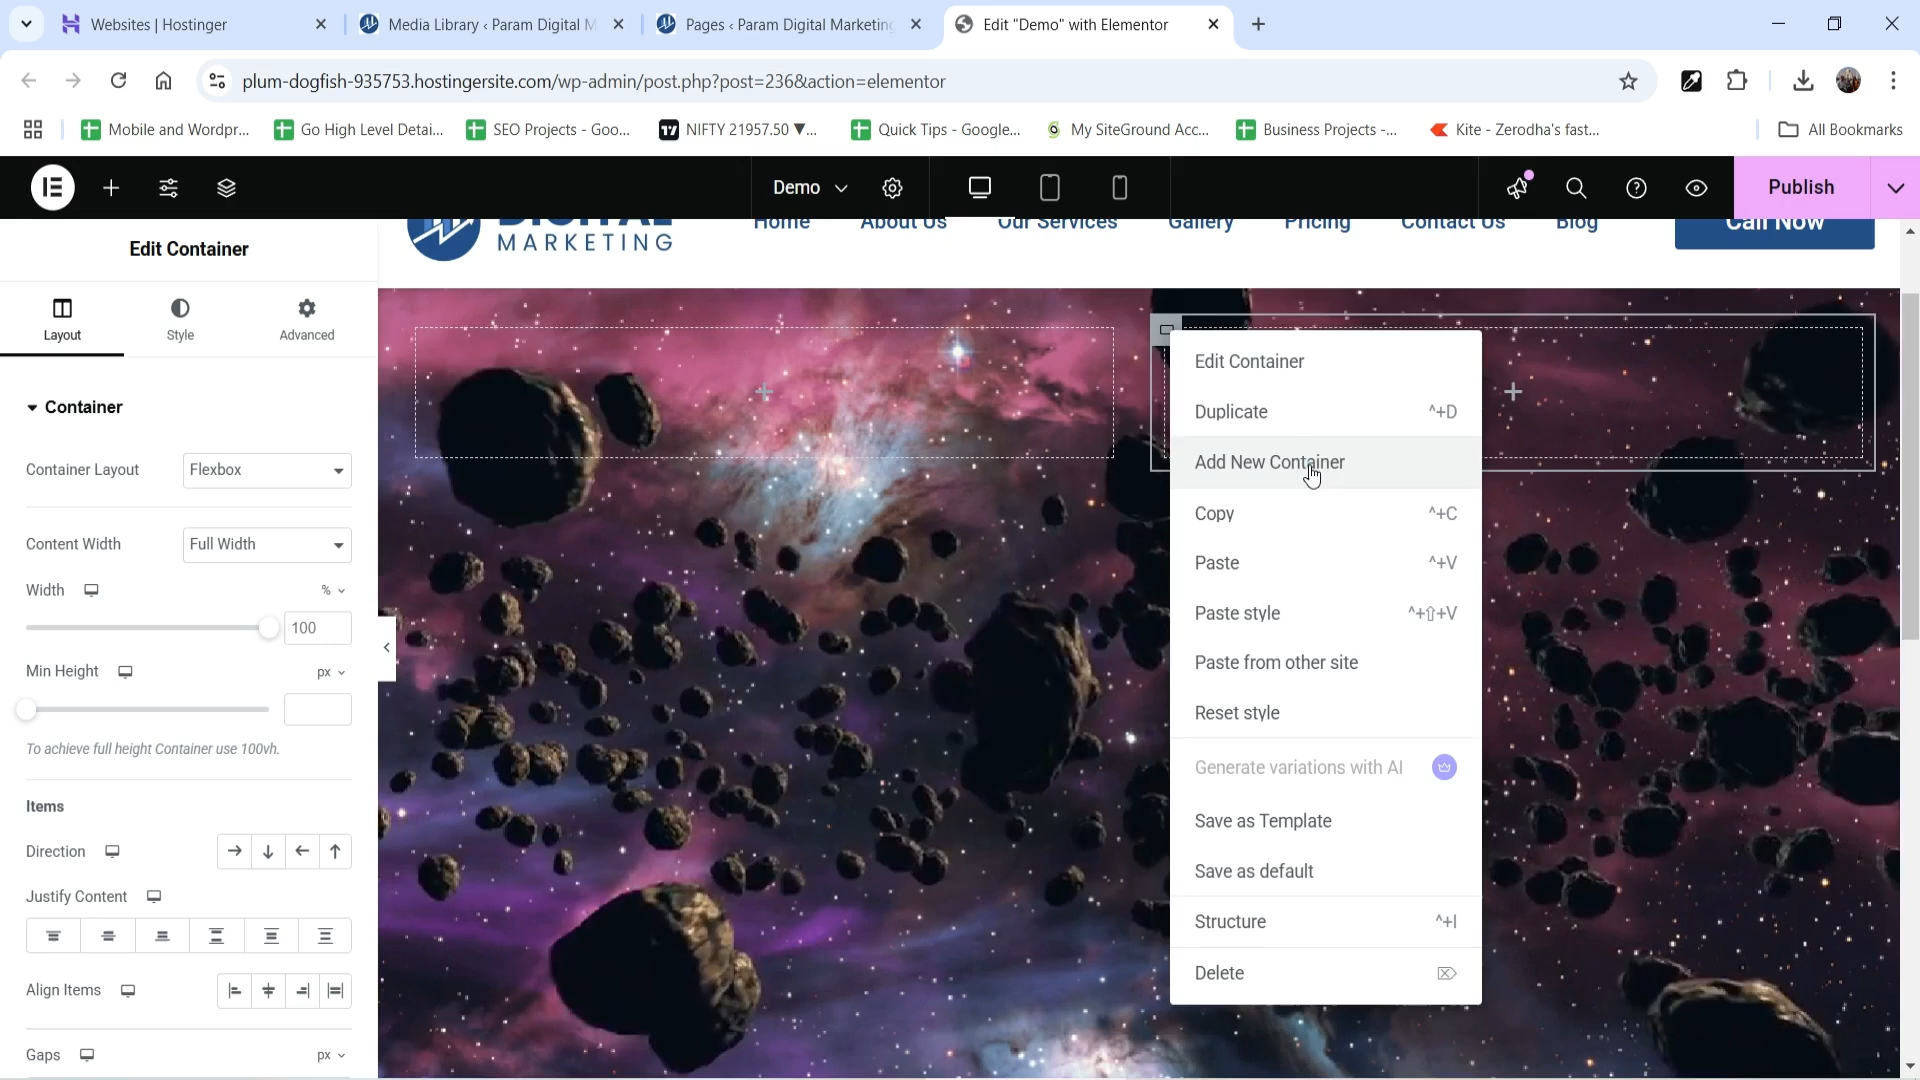 Websites | Hostinger
Media Library ‹ Param Digital M
Pages ‹ Param Digital Marketing
Edit "Demo" with Elementor
plum-dogfish-935753.hostingersite.com/wp-admin/post.php?post=236&action=elementor
Mobile and Wordpr...
Go High Level Detai...
SEO Projects - Goo...
NIFTY 21957.50 ▼...
Quick Tips - Google...
My SiteGround Acc...
Business Projects -...
Kite - Zerodha's fast...
All Bookmarks
Demo
Publish
Edit Container
Layout
Style
Advanced
Container
Container Layout
Flexbox
Content Width
Full Width
Width
%
100
Min Height
px
To achieve full height Container use 100vh.
Items
Direction
Justify Content
Align Items
Gaps
px
DIGITAL
MARKETING
Home
About Us
Our Services
Gallery
Pricing
Contact Us
Blog
Call Now
Edit Container
Duplicate ^+D
Add New Container
Copy ^+C
Paste ^+V
Paste style ^+⇧+V
Paste from other site
Reset style
Generate variations with AI
Save as Template
Save as default
Structure ^+I
Delete ⌦